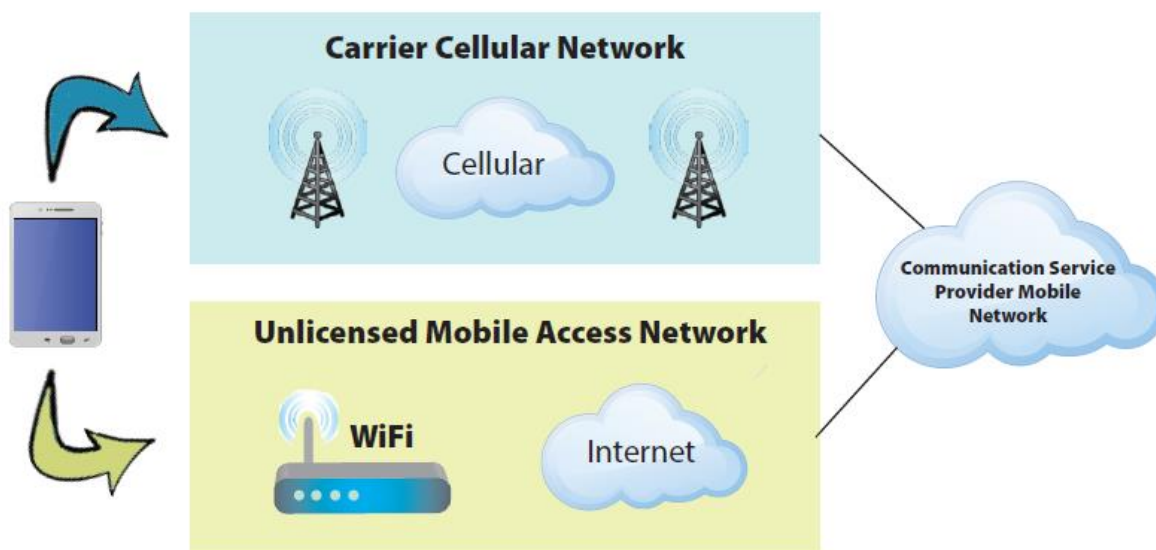 Carrier Cellular Network
Cellular
Communication Service
Provider Mobile
Network
Unlicensed Mobile Access Network
WiFi
Internet